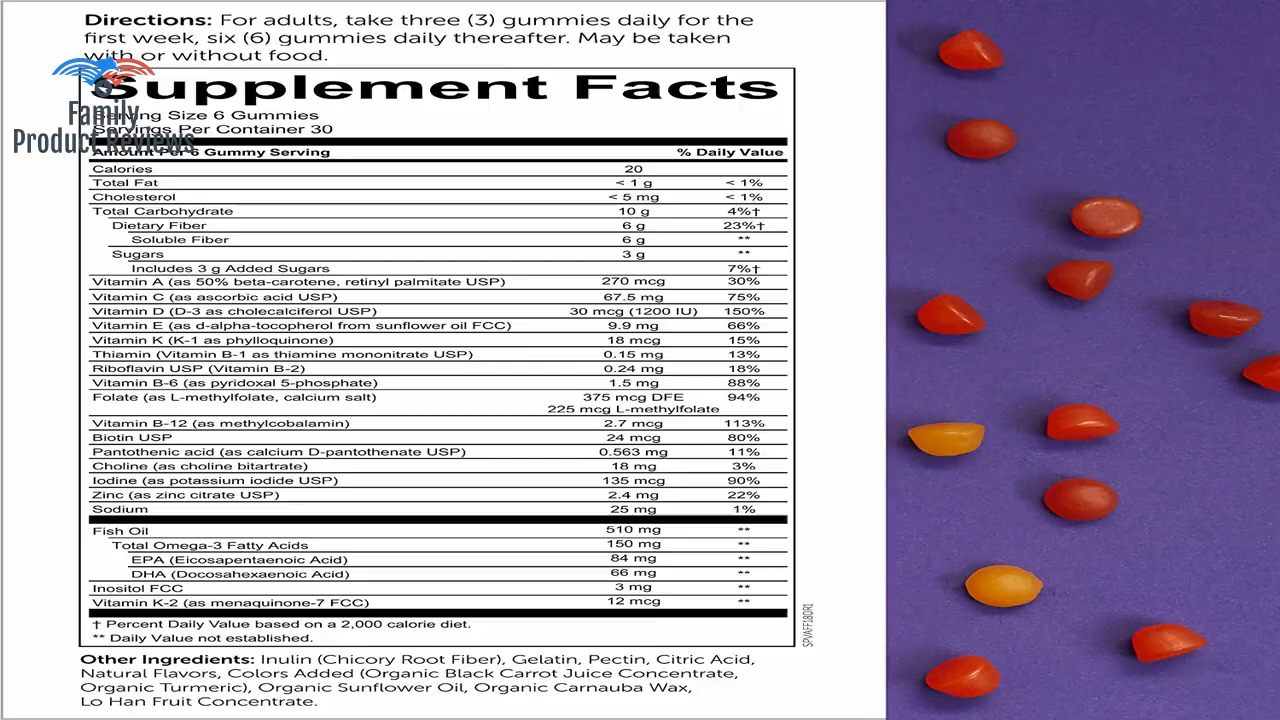 Directions: For adults, take three (3) gummies daily for the
first week, six (6) gummies daily thereafter. May be taken
with or without food.
Supplement Facts
Family
Product Reviews
Serving Size 6 Gummies
Servings Per Container 30
Amount Per 6 Gummy Serving % Daily Value
Calories 20
Total Fat < 1 g < 1%
Cholesterol < 5 mg < 1%
Total Carbohydrate 10 g 4%†
Dietary Fiber 6 g 23%†
Soluble Fiber 6 g **
Sugars 3 g **
Includes 3 g Added Sugars 7%†
Vitamin A (as 50% beta-carotene, retinyl palmitate USP) 270 mcg 30%
Vitamin C (as ascorbic acid USP) 67.5 mg 75%
Vitamin D (D-3 as cholecalciferol USP) 30 mcg (1200 IU) 150%
Vitamin E (as d-alpha-tocopherol from sunflower oil FCC) 9.9 mg 66%
Vitamin K (K-1 as phylloquinone) 18 mcg 15%
Thiamin (Vitamin B-1 as thiamine mononitrate USP) 0.15 mg 13%
Riboflavin USP (Vitamin B-2) 0.24 mg 18%
Vitamin B-6 (as pyridoxal 5-phosphate) 1.5 mg 88%
Folate (as L-methylfolate, calcium salt) 375 mcg DFE 94%
225 mcg L-methylfolate
Vitamin B-12 (as methylcobalamin) 2.7 mcg 113%
Biotin USP 24 mcg 80%
Pantothenic acid (as calcium D-pantothenate USP) 0.563 mg 11%
Choline (as choline bitartrate) 18 mg 3%
Iodine (as potassium iodide USP) 135 mcg 90%
Zinc (as zinc citrate USP) 2.4 mg 22%
Sodium 25 mg 1%
Fish Oil 510 mg **
Total Omega-3 Fatty Acids 150 mg **
EPA (Eicosapentaenoic Acid) 84 mg **
DHA (Docosahexaenoic Acid) 66 mg **
Inositol FCC 3 mg **
Vitamin K-2 (as menaquinone-7 FCC) 12 mcg **
† Percent Daily Value based on a 2,000 calorie diet.
** Daily Value not established.
SPVAFF180R1
Other Ingredients: Inulin (Chicory Root Fiber), Gelatin, Pectin, Citric Acid,
Natural Flavors, Colors Added (Organic Black Carrot Juice Concentrate,
Organic Turmeric), Organic Sunflower Oil, Organic Carnauba Wax,
Lo Han Fruit Concentrate.